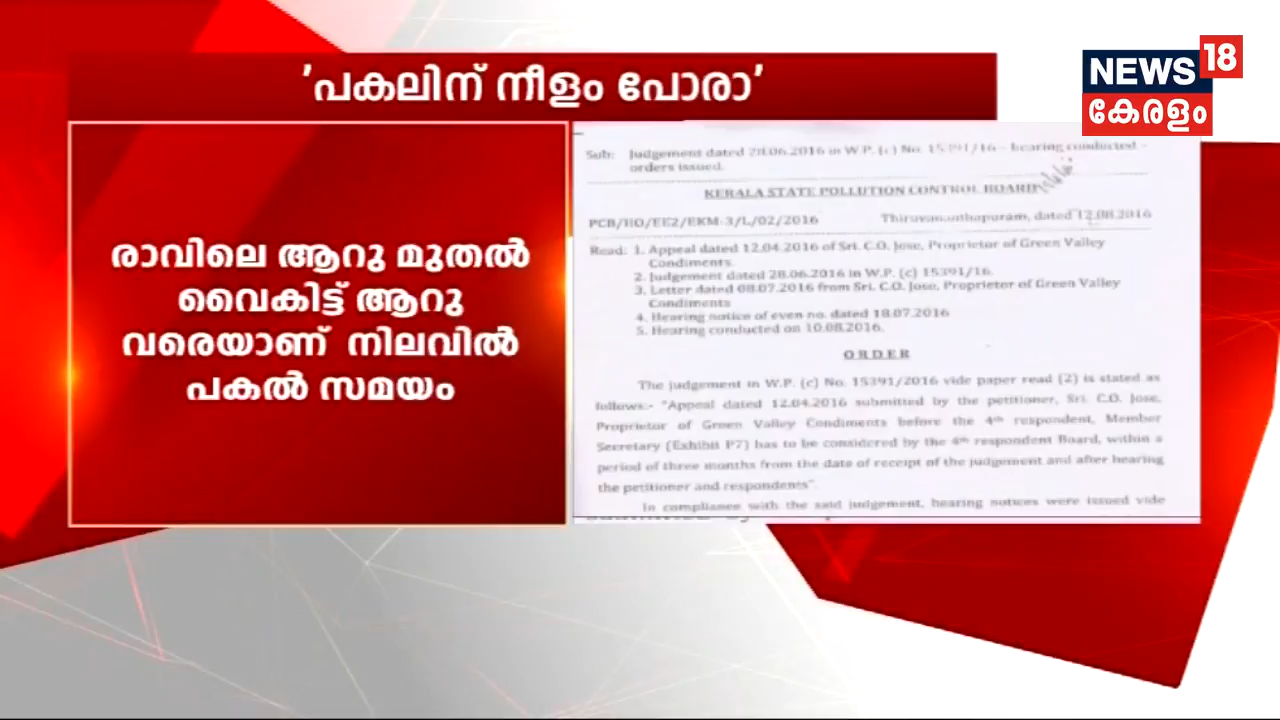 'പകലിന് നീളം പോരാ'
NEWS 18
കേരളം
രാവിലെ ആറു മുതൽ
വൈകിട്ട് ആറു
വരെയാണ് നിലവിൽ
പകൽ സമയം
Sub: Judgement dated 28.06.2016 in W.P. (c) No. 15391/16 – hearing conducted -
orders issued.
KERALA STATE POLLUTION CONTROL BOARD
PCB/HO/EE2/EKM-3/L/02/2016 Thiruvananthapuram, dated 12.08.2016
Read: 1. Appeal dated 12.04.2016 of Sri. C.O. Jose, Proprietor of Green Valley
Condiments.
2. Judgement dated 28.06.2016 in W.P. (c) 15391/16.
3. Letter dated 08.07.2016 from Sri. C.O. Jose, Proprietor of Green Valley
Condiments
4. Hearing notice of even no. dated 18.07.2016
5. Hearing conducted on 10.08.2016.
ORDER
The judgement in W.P. (c) No. 15391/2016 vide paper read (2) is stated as
follows:- "Appeal dated 12.04.2016 submitted by the petitioner, Sri. C.O. Jose,
Proprietor of Green Valley Condiments before the 4th respondent, Member
Secretary (Exhibit P7) has to be considered by the 4th respondent Board, within a
period of three months from the date of receipt of the judgement and after hearing
the petitioner and respondents".
In compliance with the said judgement, hearing notices were issued vide